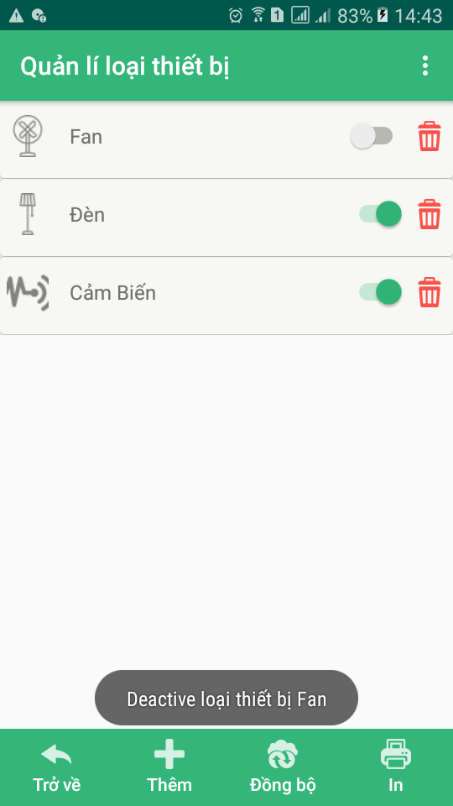 1 83% 14:43
Quản lí loại thiết bị
Fan
Đèn
Cảm Biến
Deactive loại thiết bị Fan
Trở về Thêm Đồng bộ In